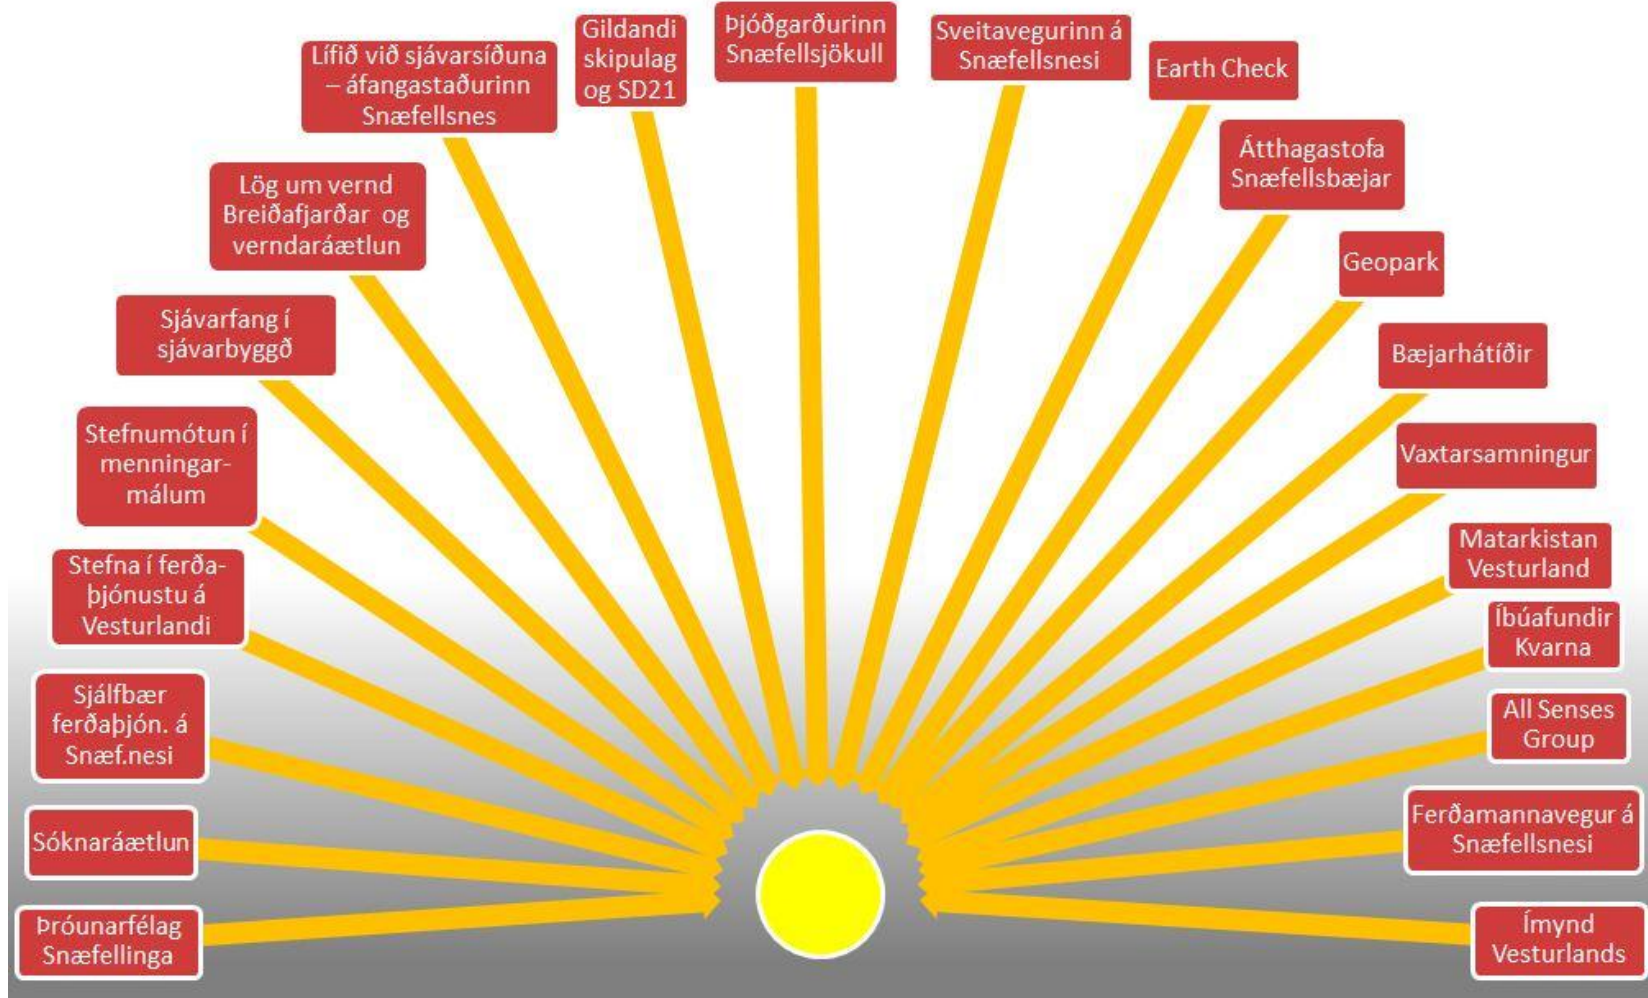 Þróunarfélag
Snæfellinga
Sóknaráætlun
Sjálfbær
ferðaþjón. á
Snæf.nesi
Stefna í ferða-
þjónustu á
Vesturlandi
Stefnumótun í
menningar-
málum
Sjávarfang í
sjávarbyggð
Lög um vernd
Breiðafjarðar og
verndaráætlun
Lífið við sjávarsíðuna
– áfangastaðurinn
Snæfellsnes
Gildandi
skipulag
og SD21
Þjóðgarðurinn
Snæfellsjökull
Sveitavegurinn á
Snæfellsnesi
Earth Check
Átthagastofa
Snæfellsbæjar
Geopark
Bæjarhátíðir
Vaxtarsamningur
Matarkistan
Vesturland
Íbúafundir
Kvarna
All Senses
Group
Ferðamannavegur á
Snæfellsnesi
Ímynd
Vesturlands